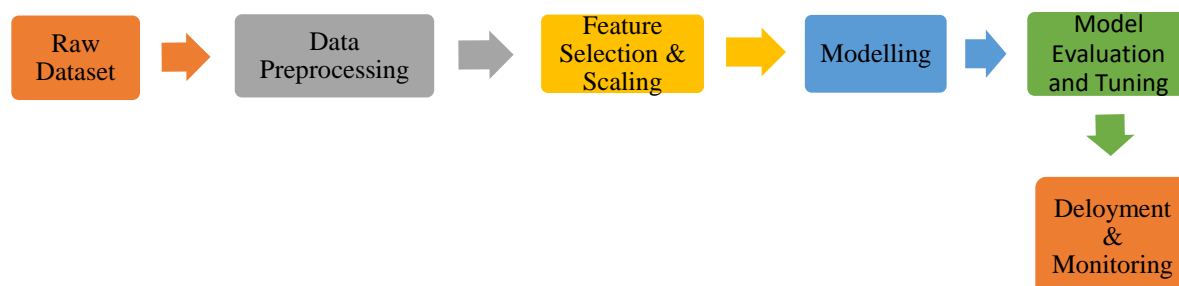 Raw
Dataset
Data
Preprocessing
Feature
Selection &
Scaling
Modelling
Model
Evaluation
and Tuning
Deloyment
&
Monitoring